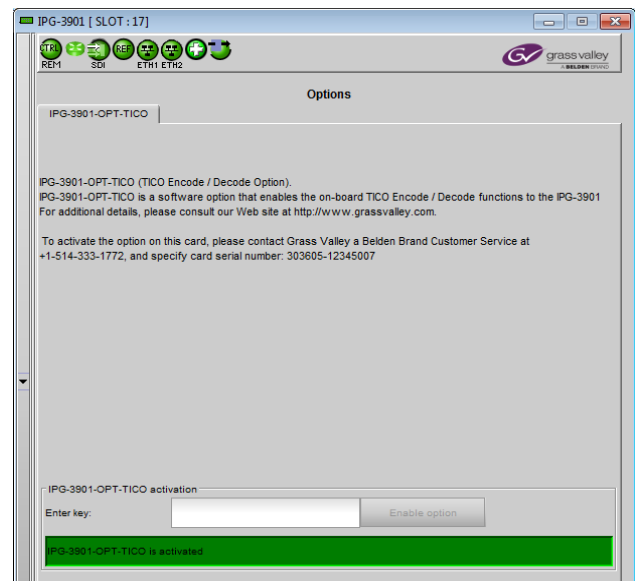 IPG-3901 [ SLOT : 17]
CTRL
REF
REM
SDI
ETH1
ETH2
GV
grass valley
A BELDEN BRAND
Options
IPG-3901-OPT-TICO
IPG-3901-OPT-TICO (TICO Encode / Decode Option).
IPG-3901-OPT-TICO is a software option that enables the on-board TICO Encode / Decode functions to the IPG-3901
For additional details, please consult our Web site at http://www.grassvalley.com.
To activate the option on this card, please contact Grass Valley a Belden Brand Customer Service at
+1-514-333-1772, and specify card serial number: 303605-12345007
IPG-3901-OPT-TICO activation
Enter key:
Enable option
IPG-3901-OPT-TICO is activated